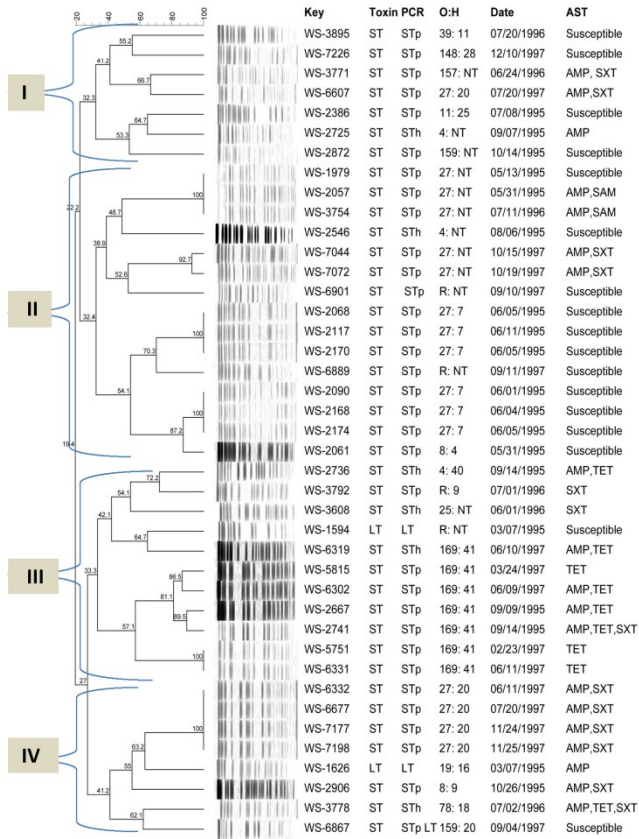 20 40 60 80 100
Key Toxin PCR O:H Date AST
WS-3895 ST STp 39: 11 07/20/1996 Susceptible
55.2
WS-7226 ST STp 148: 28 12/10/1997 Susceptible
41.2
WS-3771 ST STp 157: NT 06/24/1996 AMP, SXT
66.7
I
WS-6607 ST STp 27: 20 07/20/1997 AMP,SXT
32.3
WS-2386 ST STp 11: 25 07/08/1995 Susceptible
64.7
WS-2725 ST STh 4: NT 09/07/1995 AMP
53.3
WS-2872 ST STp 159: NT 10/14/1995 Susceptible
WS-1979 ST STp 27: NT 05/13/1995 Susceptible
100
WS-2057 ST STp 27: NT 05/31/1995 AMP,SAM
WS-3754 ST STp 27: NT 07/11/1996 AMP,SAM
22.2 48.7
WS-2546 ST STh 4: NT 08/06/1995 Susceptible
38.9
WS-7044 ST STp 27: NT 10/15/1997 AMP,SXT
92.7
WS-7072 ST STp 27: NT 10/19/1997 AMP,SXT
52.6
WS-6901 ST STp R: NT 09/10/1997 Susceptible
II
WS-2068 ST STp 27: 7 06/05/1995 Susceptible
32.4
WS-2117 ST STp 27: 7 06/11/1995 Susceptible
100
WS-2170 ST STp 27: 7 06/05/1995 Susceptible
70.3
WS-6889 ST STp R: NT 09/11/1997 Susceptible
54.1
WS-2090 ST STp 27: 7 06/01/1995 Susceptible
100
WS-2168 ST STp 27: 7 06/04/1995 Susceptible
WS-2174 ST STp 27: 7 06/05/1995 Susceptible
87.2
19.4
WS-2061 ST STp 8: 4 05/31/1995 Susceptible
WS-2736 ST STh 4: 40 09/14/1995 AMP,TET
72.2
WS-3792 ST STp R: 9 07/01/1996 SXT
54.1
WS-3608 ST STh 25: NT 06/01/1996 SXT
42.1
WS-1594 LT LT R: NT 03/07/1995 Susceptible
64.7
WS-6319 ST STh 169: 41 06/10/1997 AMP,TET
III
33.3
WS-5815 ST STp 169: 41 03/24/1997 TET
86.5
WS-6302 ST STp 169: 41 06/09/1997 AMP,TET
81.1
WS-2667 ST STp 169: 41 09/09/1995 AMP,TET
89.5
WS-2741 ST STp 169: 41 09/14/1995 AMP,TET,SXT
57.1
WS-5751 ST STp 169: 41 02/23/1997 TET
100
WS-6331 ST STp 169: 41 06/11/1997 TET
27
WS-6332 ST STp 27: 20 06/11/1997 AMP,SXT
WS-6677 ST STp 27: 20 07/20/1997 AMP,SXT
100
WS-7177 ST STp 27: 20 11/24/1997 AMP,SXT
IV
WS-7198 ST STp 27: 20 11/25/1997 AMP,SXT
63.2
WS-1626 LT LT 19: 16 03/07/1995 AMP
55
WS-2906 ST STp 8: 9 10/26/1995 AMP,SXT
41.2
WS-3778 ST STh 78: 18 07/02/1996 AMP,TET,SXT
62.1
WS-6867 ST STp LT 159: 20 09/04/1997 Susceptible